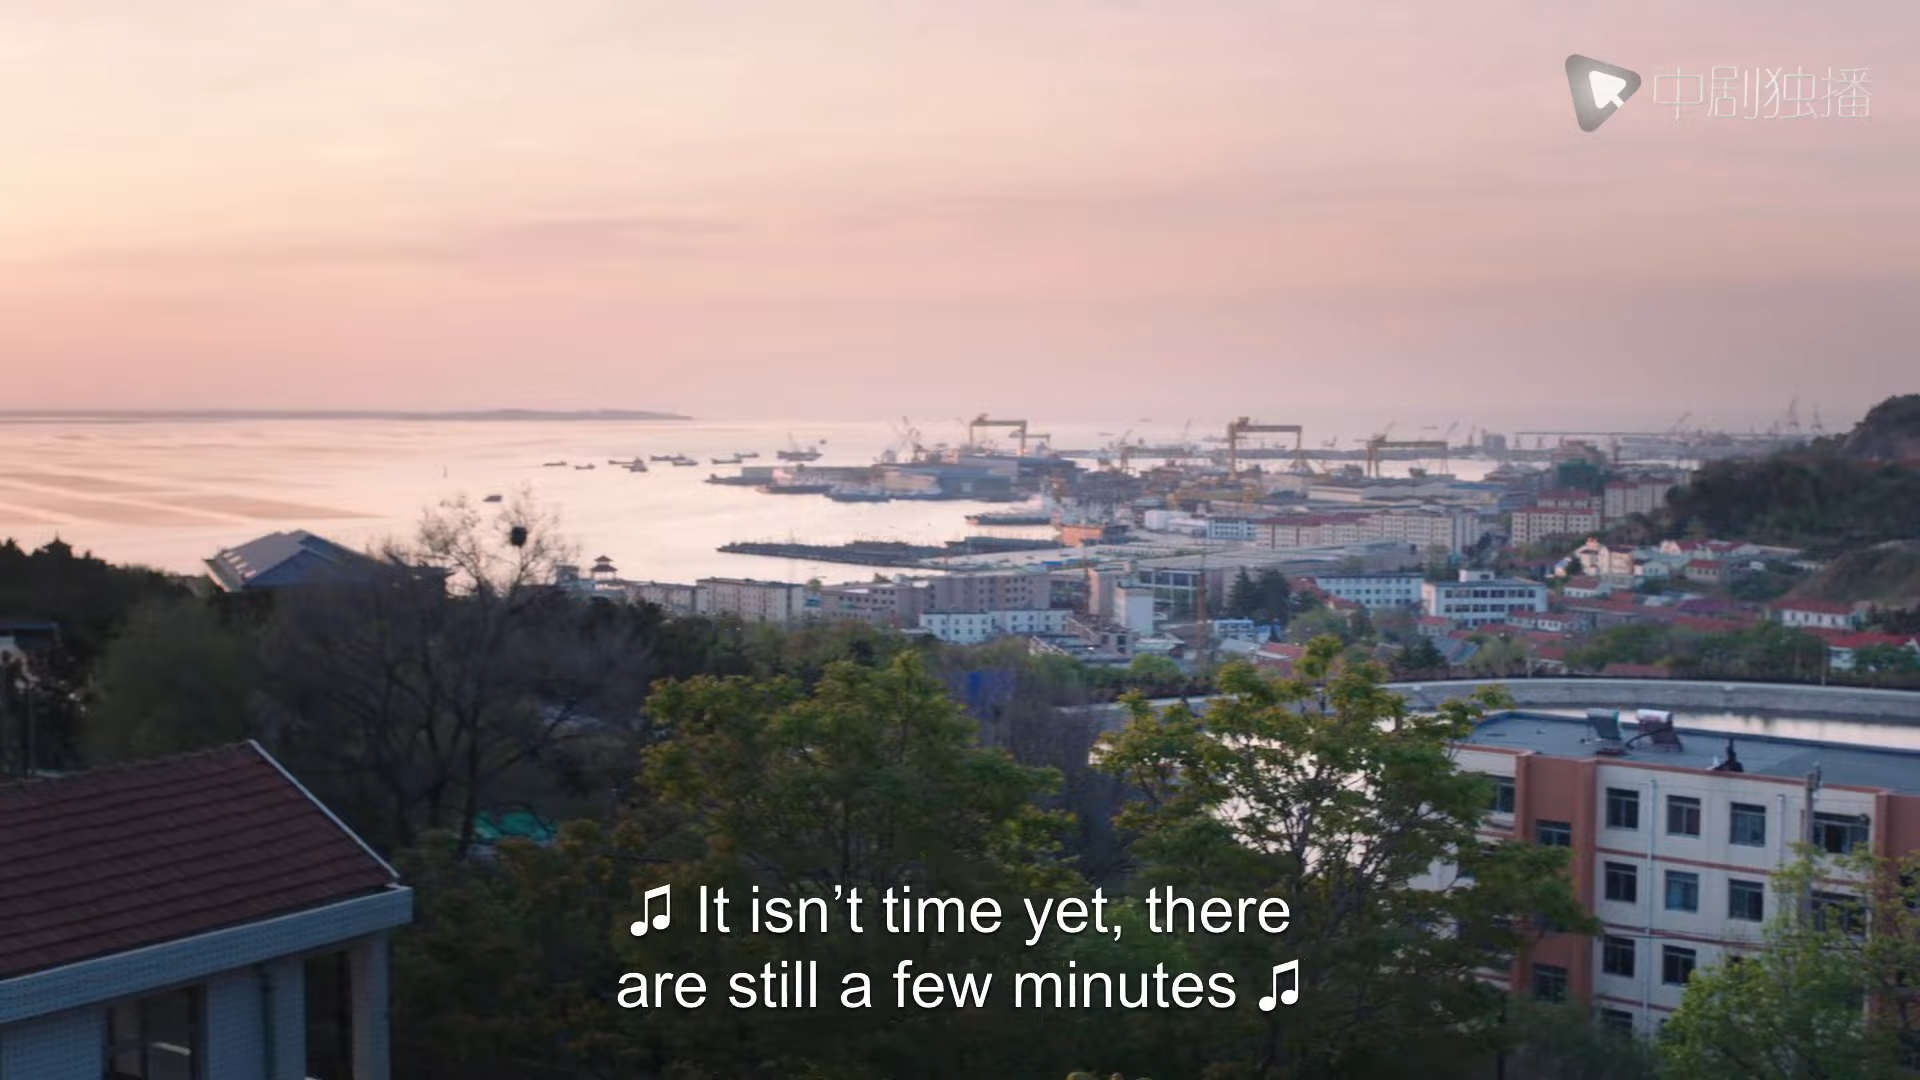 中剧独播
♫ It isn’t time yet, there
are still a few minutes ♫